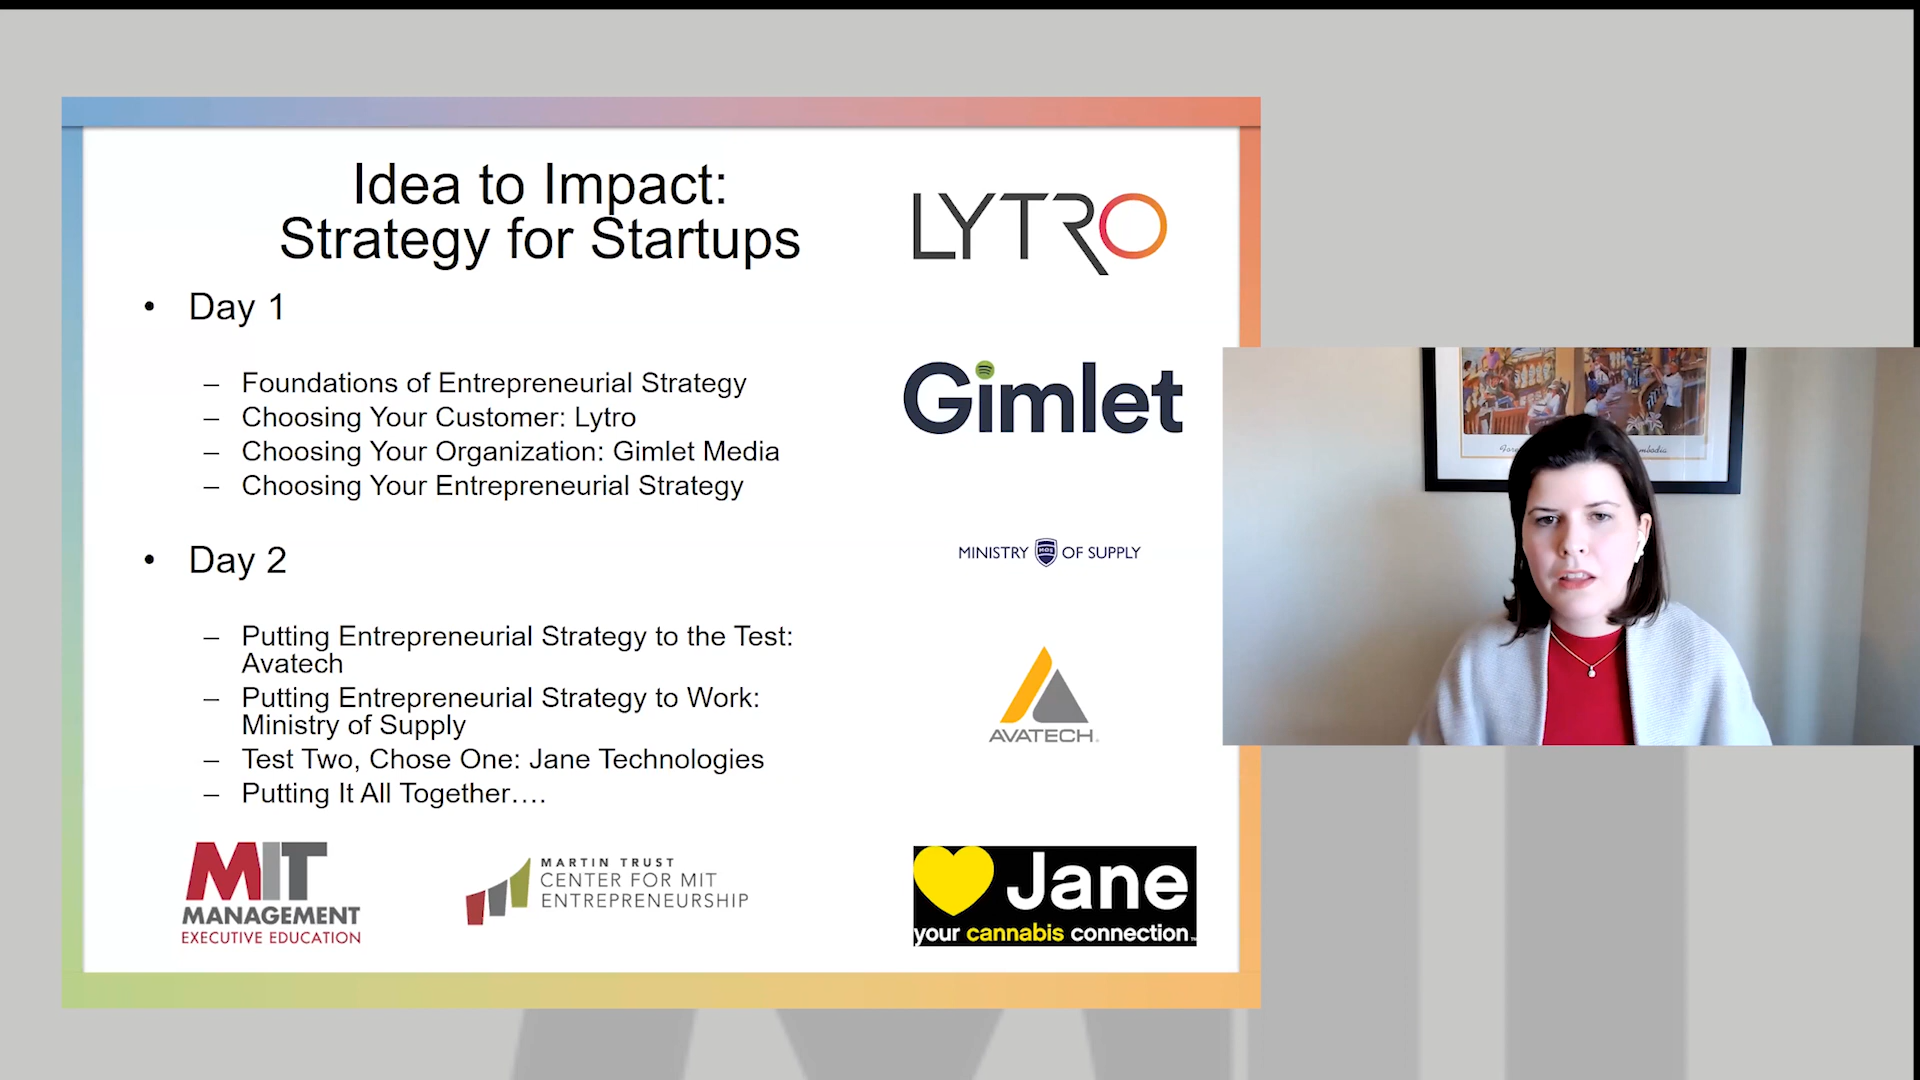 Idea to Impact:
Strategy for Startups
• Day 1
– Foundations of Entrepreneurial Strategy
– Choosing Your Customer: Lytro
– Choosing Your Organization: Gimlet Media
– Choosing Your Entrepreneurial Strategy
• Day 2
– Putting Entrepreneurial Strategy to the Test:
Avatech
– Putting Entrepreneurial Strategy to Work:
Ministry of Supply
– Test Two, Chose One: Jane Technologies
– Putting It All Together….
LYTRO
Gimlet
MINISTRY OF SUPPLY
AVATECH
MIT
MANAGEMENT
EXECUTIVE EDUCATION
MARTIN TRUST
CENTER FOR MIT
ENTREPRENEURSHIP
Jane
your cannabis connection™